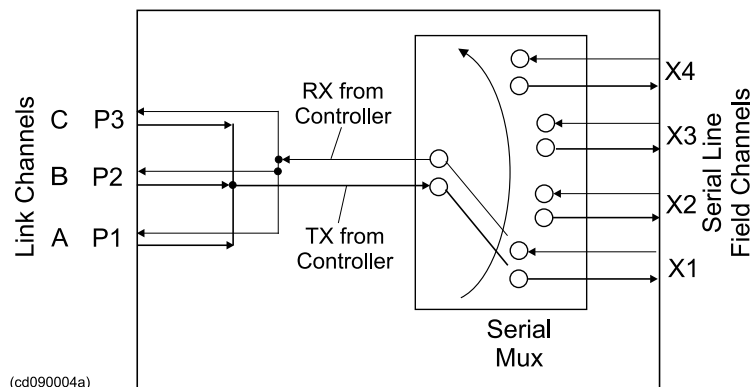 Link Channels
C P3
B P2
A P1
RX from
Controller
TX from
Controller
Serial
Mux
X4
X3
X2
X1
Serial Line
Field Channels
(cd090004a)